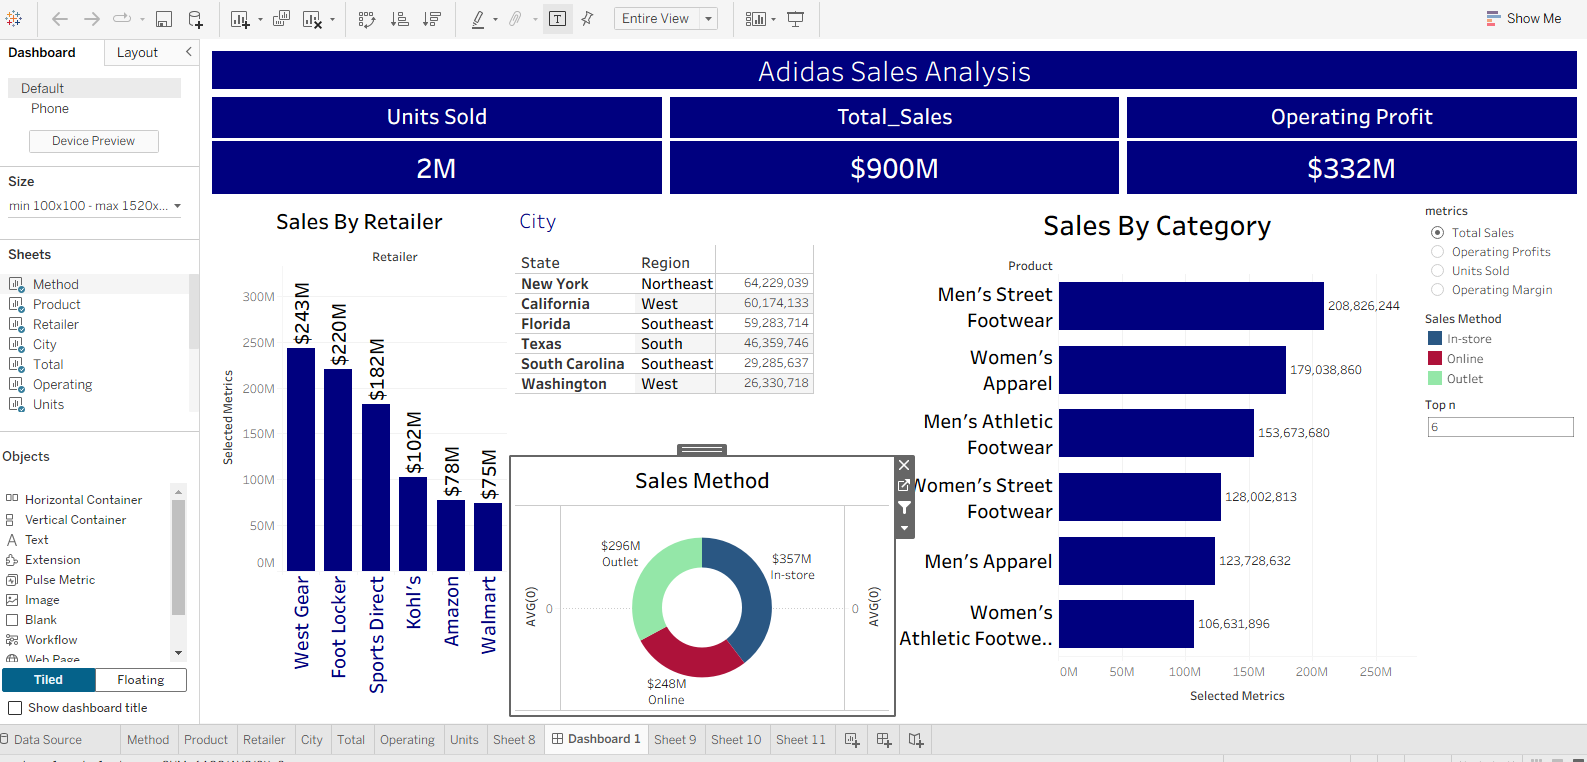 Entire View
Show Me
Dashboard
Layout
Default
Phone
Device Preview
Size
min 100x100 - max 1520x...
Sheets
Method
Product
Retailer
City
Total
Operating
Units
Objects
Horizontal Container
Vertical Container
Text
Extension
Pulse Metric
Image
Blank
Workflow
Web Page
Tiled
Floating
Show dashboard title
Adidas Sales Analysis
Units Sold
Total_Sales
Operating Profit
2M
$900M
$332M
Sales By Retailer
Retailer
Selected Metrics
300M
250M
200M
150M
100M
50M
0M
$243M
$220M
$182M
$102M
$78M
$75M
West Gear
Foot Locker
Sports Direct
Kohl's
Amazon
Walmart
City
State Region
New York Northeast 64,229,039
California West 60,174,133
Florida Southeast 59,283,714
Texas South 46,359,746
South Carolina Southeast 29,285,637
Washington West 26,330,718
Sales Method
AVG(0)
0
$296M
Outlet
$357M
In-store
$248M
Online
0
AVG(0)
Sales By Category
Product
Men's Street
Footwear
208,826,244
Women's
Apparel
179,038,860
Men's Athletic
Footwear
153,673,680
Women's Street
Footwear
128,002,813
Men's Apparel
123,728,632
Women's
Athletic Footwe..
106,631,896
0M 50M 100M 150M 200M 250M
Selected Metrics
metrics
Total Sales
Operating Profits
Units Sold
Operating Margin
Sales Method
In-store
Online
Outlet
Top n
6
Data Source
Method
Product
Retailer
City
Total
Operating
Units
Sheet 8
Dashboard 1
Sheet 9
Sheet 10
Sheet 11